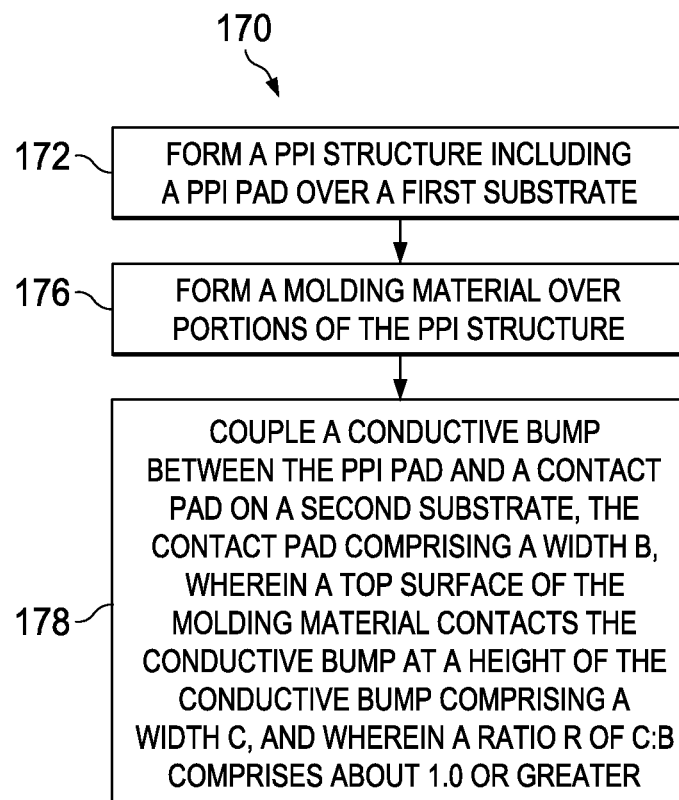 170
172
FORM A PPI STRUCTURE INCLUDING
A PPI PAD OVER A FIRST SUBSTRATE
176
FORM A MOLDING MATERIAL OVER
PORTIONS OF THE PPI STRUCTURE
178
COUPLE A CONDUCTIVE BUMP
BETWEEN THE PPI PAD AND A CONTACT
PAD ON A SECOND SUBSTRATE, THE
CONTACT PAD COMPRISING A WIDTH B,
WHEREIN A TOP SURFACE OF THE
MOLDING MATERIAL CONTACTS THE
CONDUCTIVE BUMP AT A HEIGHT OF THE
CONDUCTIVE BUMP COMPRISING A
WIDTH C, AND WHEREIN A RATIO R OF C:B
COMPRISES ABOUT 1.0 OR GREATER